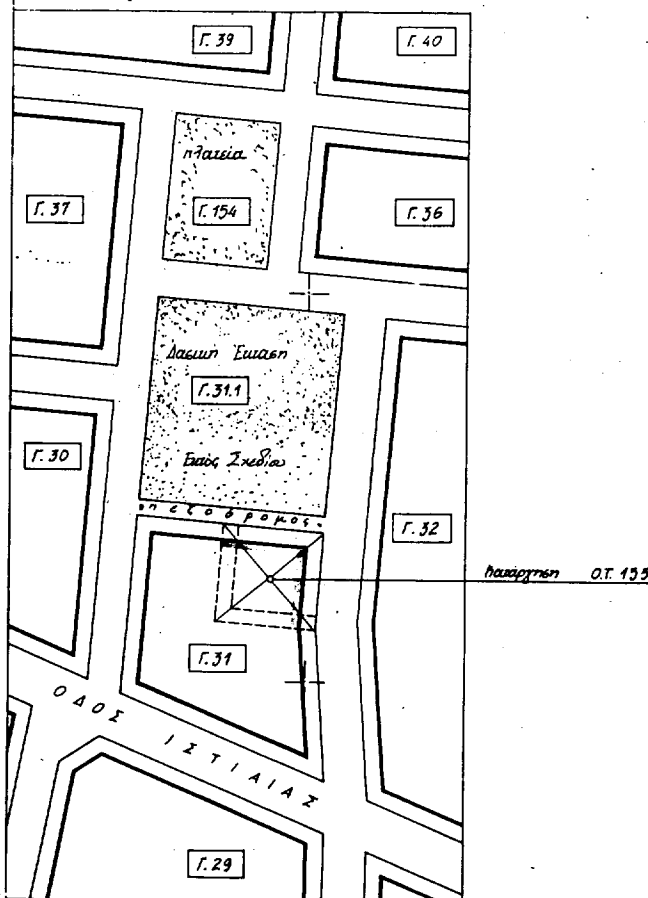 Γ. 39
Γ. 40
πλατεία
Γ. 37
Γ. 154
Γ. 36
Δασική Έκταση
Γ. 31.1
Γ. 30
Εκτός Σχεδίου
πεζόδρομος
Γ. 32
Κατάργηση Ο.Τ. 155
Γ. 31
ΟΔΟΣ ΙΣΤΙΑΙΑΣ
Γ. 29